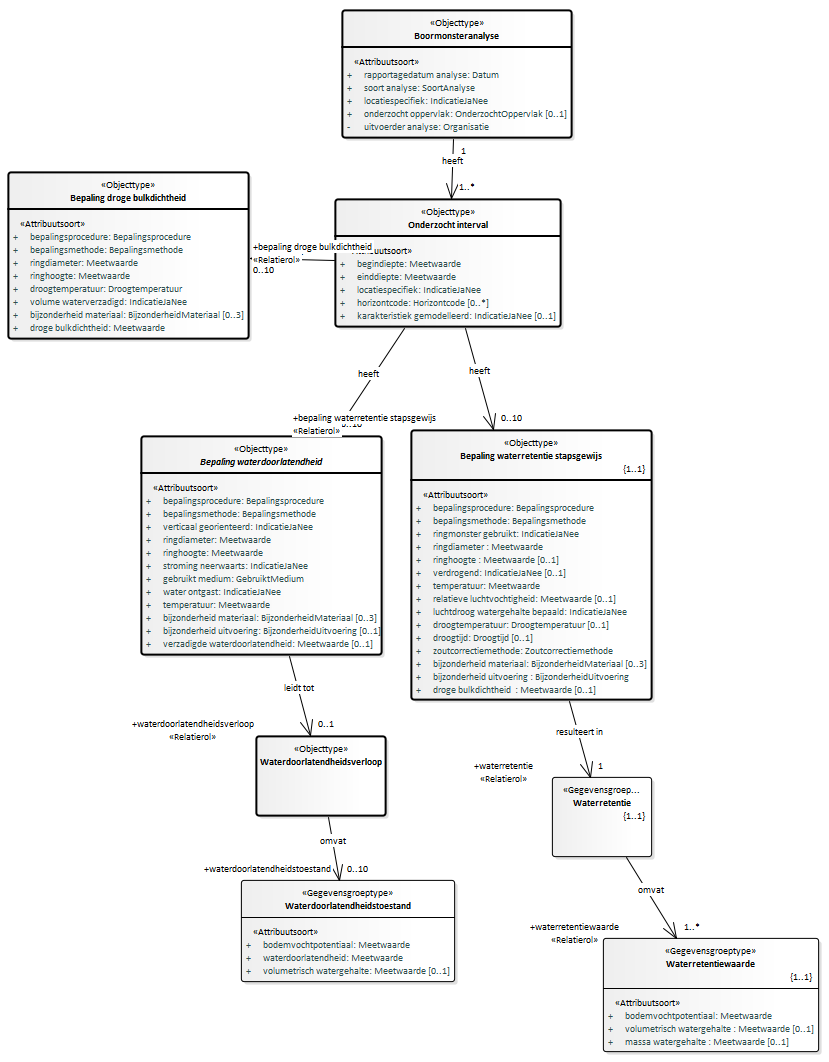 «Objecttype»
Boormonsteranalyse
«Attribuutsoort»
+ rapportagedatum analyse: Datum
+ soort analyse: SoortAnalyse
+ locatiespecifiek: IndicatieJaNee
+ onderzocht oppervlak: OnderzochtOppervlak [0..1]
- uitvoerder analyse: Organisatie
1
heeft
1..*
«Objecttype»
Bepaling droge bulkdichtheid
«Attribuutsoort»
+ bepalingsprocedure: Bepalingsprocedure
+ bepalingsmethode: Bepalingsmethode
+ ringdiameter: Meetwaarde
+ ringhoogte: Meetwaarde
+ droogtemperatuur: Droogtemperatuur
+ volume waterverzadigd: IndicatieJaNee
+ bijzonderheid materiaal: BijzonderheidMateriaal [0..3]
+ droge bulkdichtheid: Meetwaarde
+bepaling droge bulkdichtheid
«Relatierol»
0..10
«Objecttype»
Onderzocht interval
+ begindiepte: Meetwaarde
+ einddiepte: Meetwaarde
+ locatiespecifiek: IndicatieJaNee
+ horizontcode: Horizontcode [0..*]
+ karakteristiek gemodelleerd: IndicatieJaNee [0..1]
heeft
heeft
+bepaling waterretentie stapsgewijs
«Relatierol»
0..10
«Objecttype»
Bepaling waterdoorlatendheid
«Attribuutsoort»
+ bepalingsprocedure: Bepalingsprocedure
+ bepalingsmethode: Bepalingsmethode
+ verticaal georienteerd: IndicatieJaNee
+ ringdiameter: Meetwaarde
+ ringhoogte: Meetwaarde
+ stroming neerwaarts: IndicatieJaNee
+ gebruikt medium: GebruiktMedium
+ water ontgast: IndicatieJaNee
+ temperatuur: Meetwaarde
+ bijzonderheid materiaal: BijzonderheidMateriaal [0..3]
+ bijzonderheid uitvoering: BijzonderheidUitvoering [0..1]
+ verzadigde waterdoorlatendheid: Meetwaarde [0..1]
«Objecttype»
Bepaling waterretentie stapsgewijs
{1..1}
«Attribuutsoort»
+ bepalingsprocedure: Bepalingsprocedure
+ bepalingsmethode: Bepalingsmethode
+ ringmonster gebruikt: IndicatieJaNee
+ ringdiameter : Meetwaarde
+ ringhoogte : Meetwaarde [0..1]
+ verdrogend: IndicatieJaNee [0..1]
+ temperatuur: Meetwaarde
+ relatieve luchtvochtigheid: Meetwaarde [0..1]
+ luchtdroog watergehalte bepaald: IndicatieJaNee
+ droogtemperatuur: Droogtemperatuur [0..1]
+ droogtijd: Droogtijd [0..1]
+ zoutcorrectiemethode: Zoutcorrectiemethode
+ bijzonderheid materiaal: BijzonderheidMateriaal [0..3]
+ bijzonderheid uitvoering : BijzonderheidUitvoering
+ droge bulkdichtheid : Meetwaarde [0..1]
leidt tot
+waterdoorlatendheidsverloop
«Relatierol»
0..1
«Objecttype»
Waterdoorlatendheidsverloop
omvat
+waterdoorlatendheidstoestand
0..10
«Gegevensgroeptype»
Waterdoorlatendheidstoestand
«Attribuutsoort»
+ bodemvochtpotentiaal: Meetwaarde
+ waterdoorlatendheid: Meetwaarde
+ volumetrisch watergehalte: Meetwaarde [0..1]
resulteert in
+waterretentie
«Relatierol»
1
«Gegevensgroep...
Waterretentie
{1..1}
omvat
+waterretentiewaarde
«Relatierol»
1..*
«Gegevensgroeptype»
Waterretentiewaarde
{1..1}
«Attribuutsoort»
+ bodemvochtpotentiaal: Meetwaarde
+ volumetrisch watergehalte : Meetwaarde [0..1]
+ massa watergehalte : Meetwaarde [0..1]